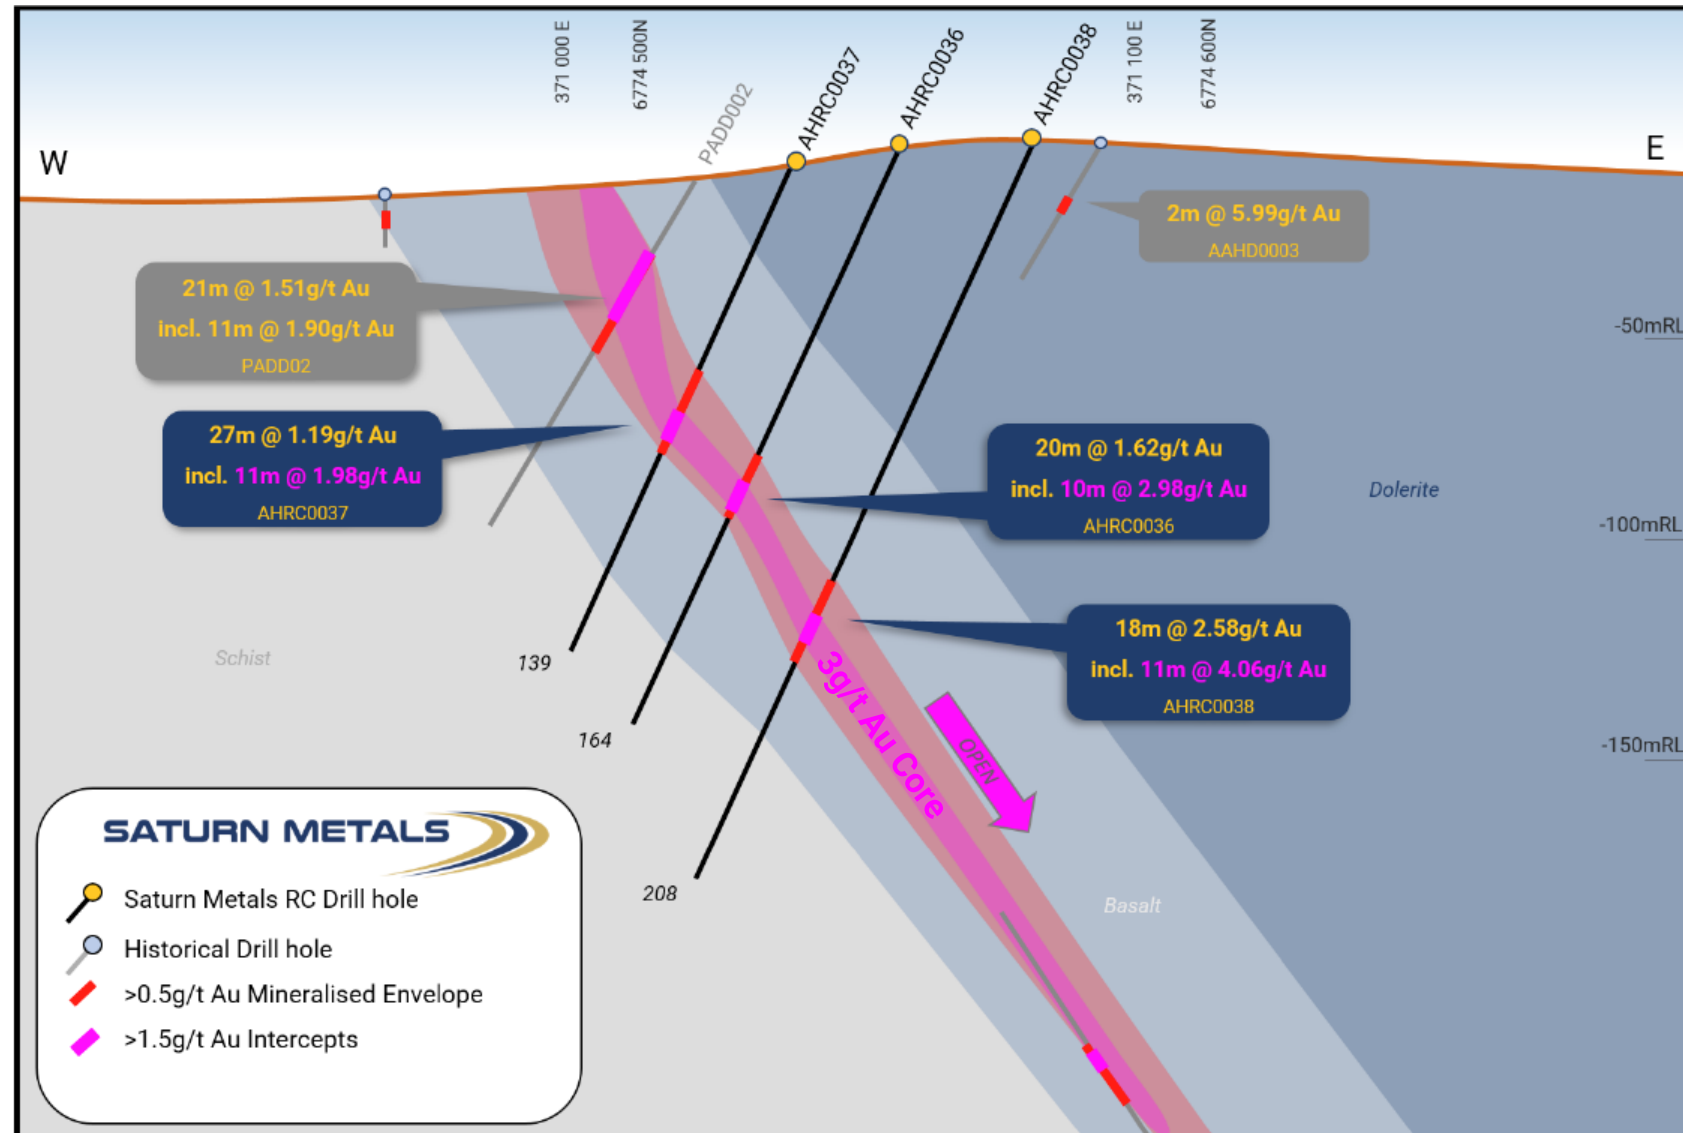 371 000 E
6774 500N
PADD002
AHRC0037
AHRC0036
AHRC0038
371 100 E
6774 600N
W
E
2m @ 5.99g/t Au
AAHD0003
21m @ 1.51g/t Au
incl. 11m @ 1.90g/t Au
PADD02
-50mRL
27m @ 1.19g/t Au
incl. 11m @ 1.98g/t Au
AHRC0037
20m @ 1.62g/t Au
incl. 10m @ 2.98g/t Au
AHRC0036
Dolerite
-100mRL
18m @ 2.58g/t Au
incl. 11m @ 4.06g/t Au
AHRC0038
Schist
139
164
208
3g/t Au Core
OPEN
-150mRL
Basalt
SATURN METALS
Saturn Metals RC Drill hole
Historical Drill hole
>0.5g/t Au Mineralised Envelope
>1.5g/t Au Intercepts